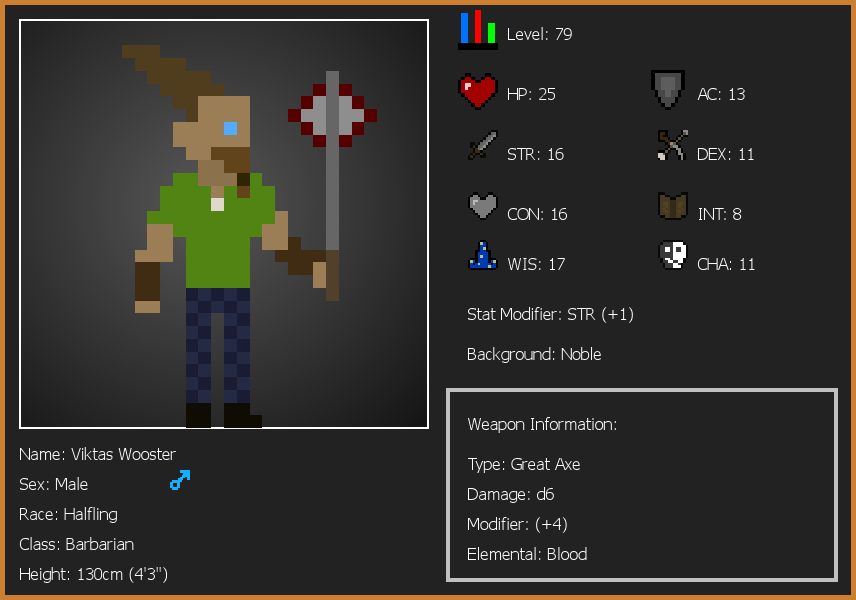 Level: 79
HP: 25
AC: 13
STR: 16
DEX: 11
CON: 16
INT: 8
WIS: 17
CHA: 11
Stat Modifier: STR (+1)
Background: Noble
Weapon Information:
Type: Great Axe
Damage: d6
Modifier: (+4)
Elemental: Blood
Name: Viktas Wooster
Sex: Male
Race: Halfling
Class: Barbarian
Height: 130cm (4'3")